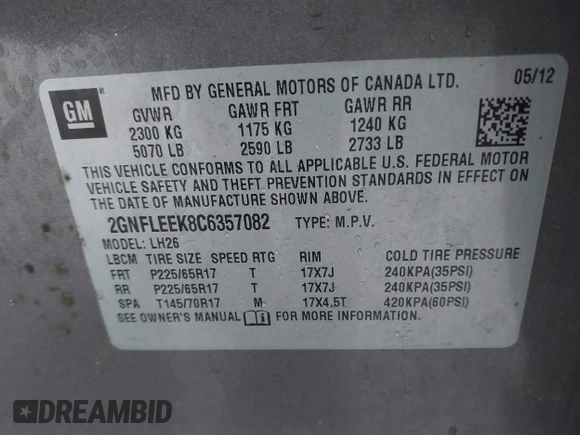 GM
MFD BY GENERAL MOTORS OF CANADA LTD. 05/12
GVWR GAWR FRT GAWR RR
2300 KG 1175 KG 1240 KG
5070 LB 2590 LB 2733 LB
THIS VEHICLE CONFORMS TO ALL APPLICABLE U.S. FEDERAL MOTOR
VEHICLE SAFETY AND THEFT PREVENTION STANDARDS IN EFFECT ON
THE DATE OF MANUFACTURE SHOWN ABOVE.
2GNFLEEK8C6357082 TYPE: M.P.V.
MODEL: LH26
LBCM TIRE SIZE SPEED RTG RIM COLD TIRE PRESSURE
FRT P225/65R17 T 17X7J 240KPA(35PSI)
RR P225/65R17 T 17X7J 240KPA(35PSI)
SPA T145/70R17 M 17X4.5T 420KPA(60PSI)
SEE OWNER'S MANUAL FOR MORE INFORMATION.
DREAMBID